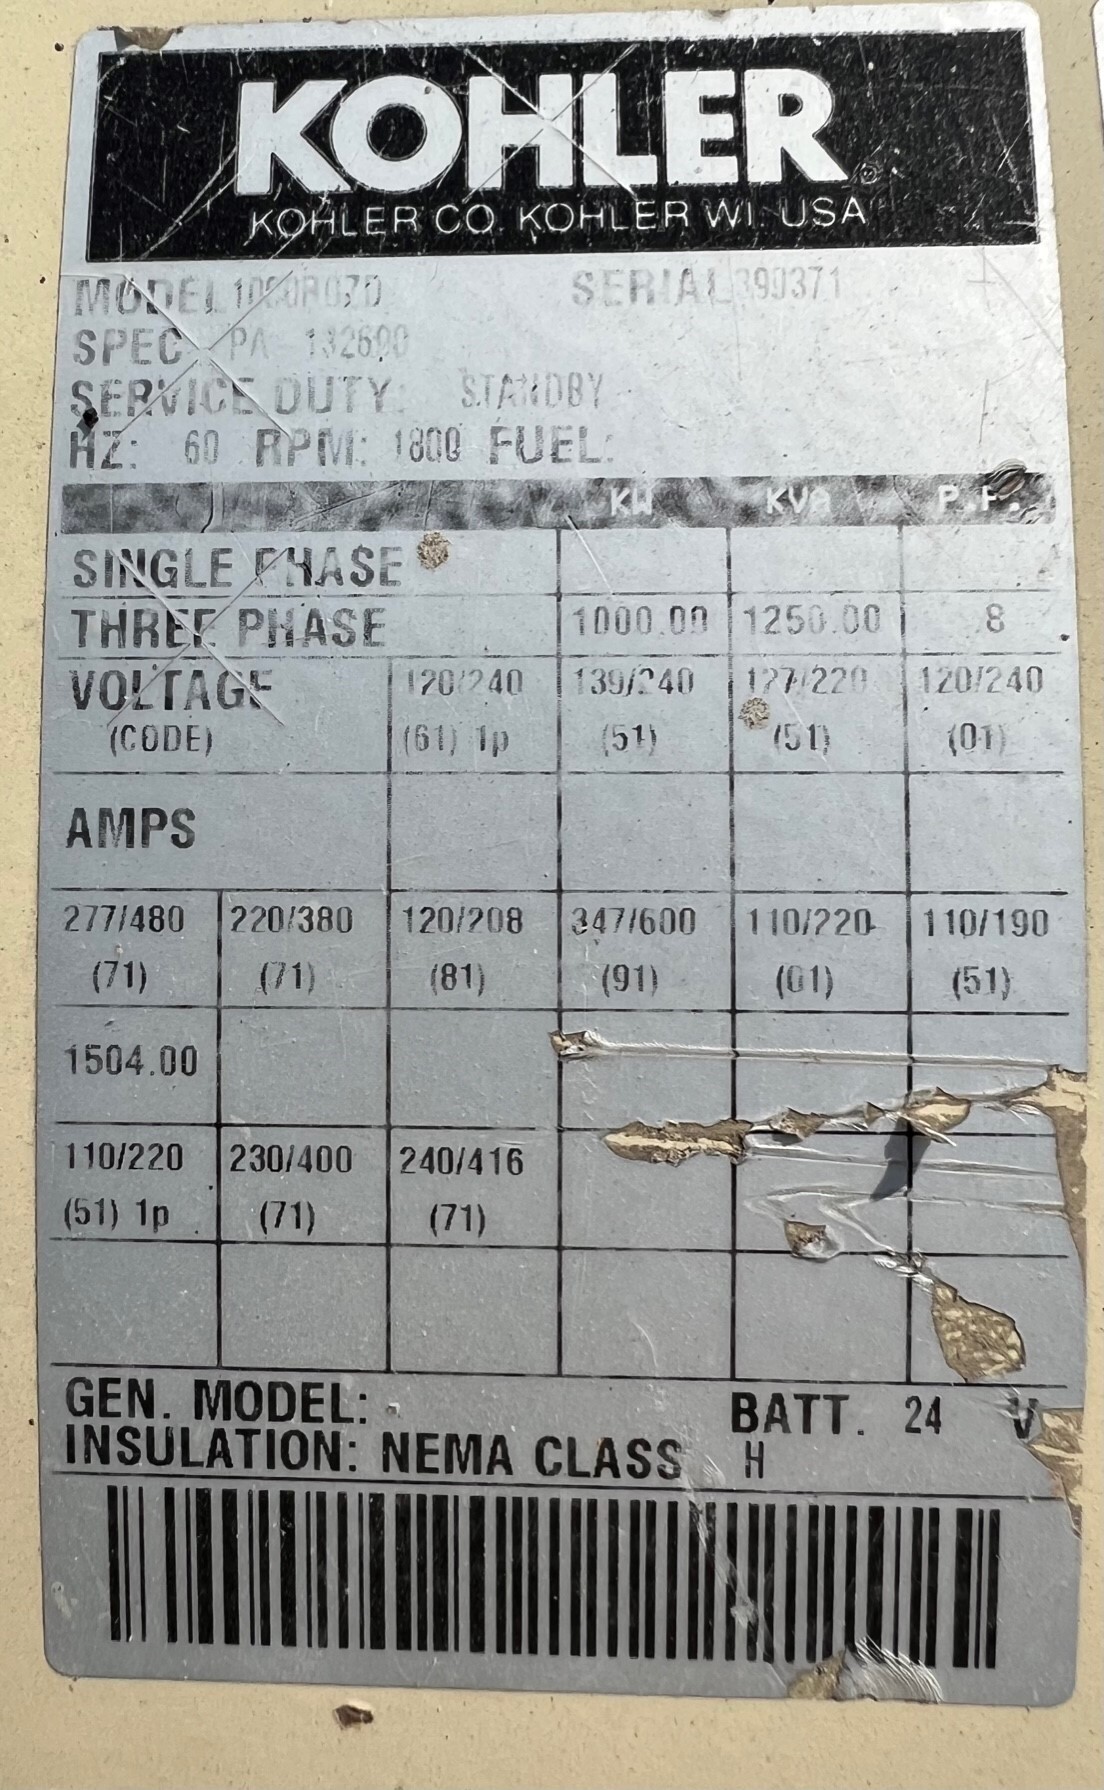 KOHLER
KOHLER CO. KOHLER WI. USA
MODEL SERIAL 390371
SPEC PA-132600
SERVICE DUTY: STANDBY
HZ: 60 RPM: 1800 FUEL:
KW KVA P.F.
SINGLE PHASE
THREE PHASE 1000.00 1250.00 .8
VOLTAGE 120/240 139/240 127/220 120/240
(CODE) (61) 1p (51) (51) (01)
AMPS
277/480 220/380 120/208 347/600 110/220 110/190
(71) (71) (81) (91) (01) (51)
1504.00
110/220 230/400 240/416
(51) 1p (71) (71)
GEN. MODEL: BATT. 24 V
INSULATION: NEMA CLASS H